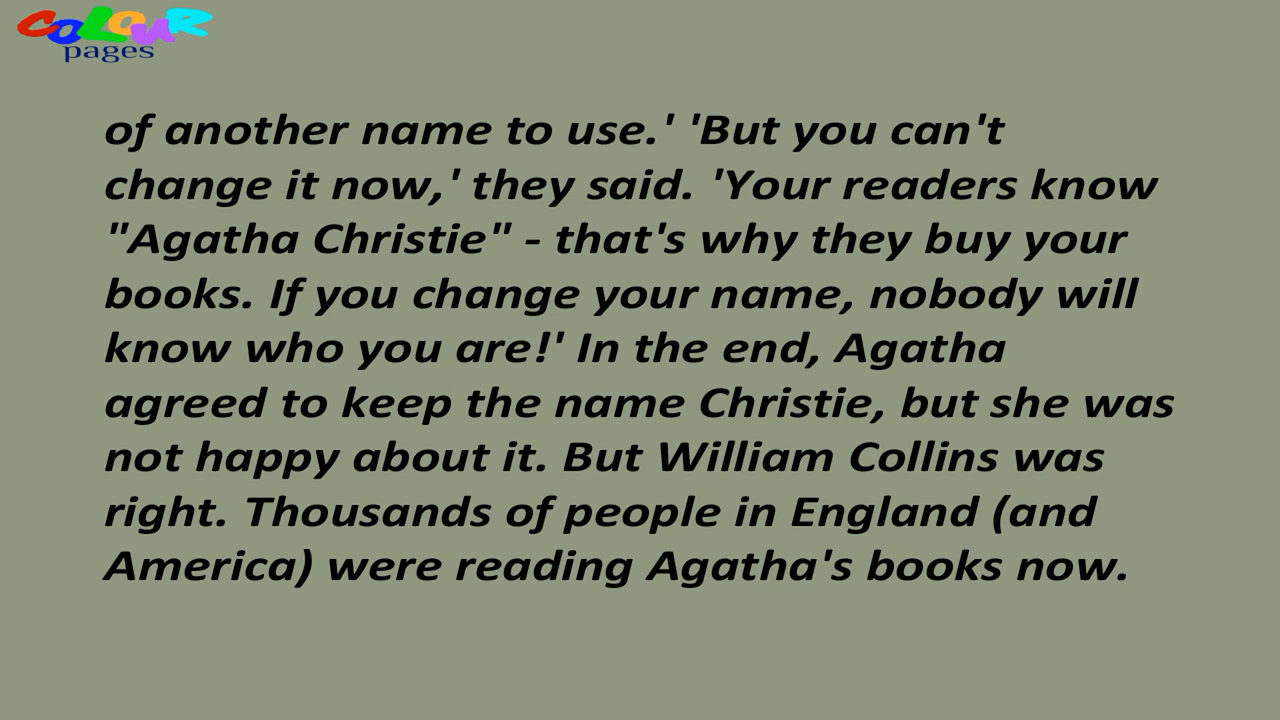 COLOUR
pages
of another name to use.' 'But you can't
change it now,' they said. 'Your readers know
"Agatha Christie" - that's why they buy your
books. If you change your name, nobody will
know who you are!' In the end, Agatha
agreed to keep the name Christie, but she was
not happy about it. But William Collins was
right. Thousands of people in England (and
America) were reading Agatha's books now.